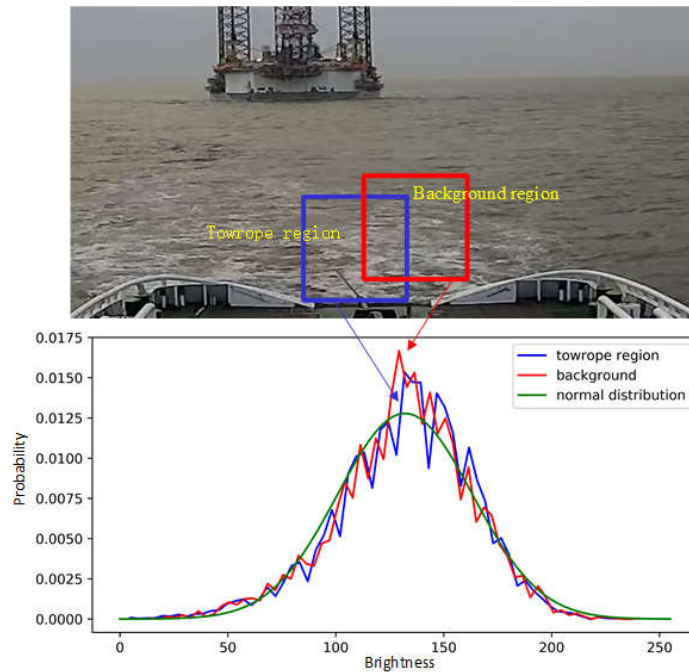 Background region
Towrope region
0.0175
0.0150
0.0125
0.0100
0.0075
0.0050
0.0025
0.0000
Probability
towrope region
background
normal distribution
0
50
100
150
200
250
Brightness